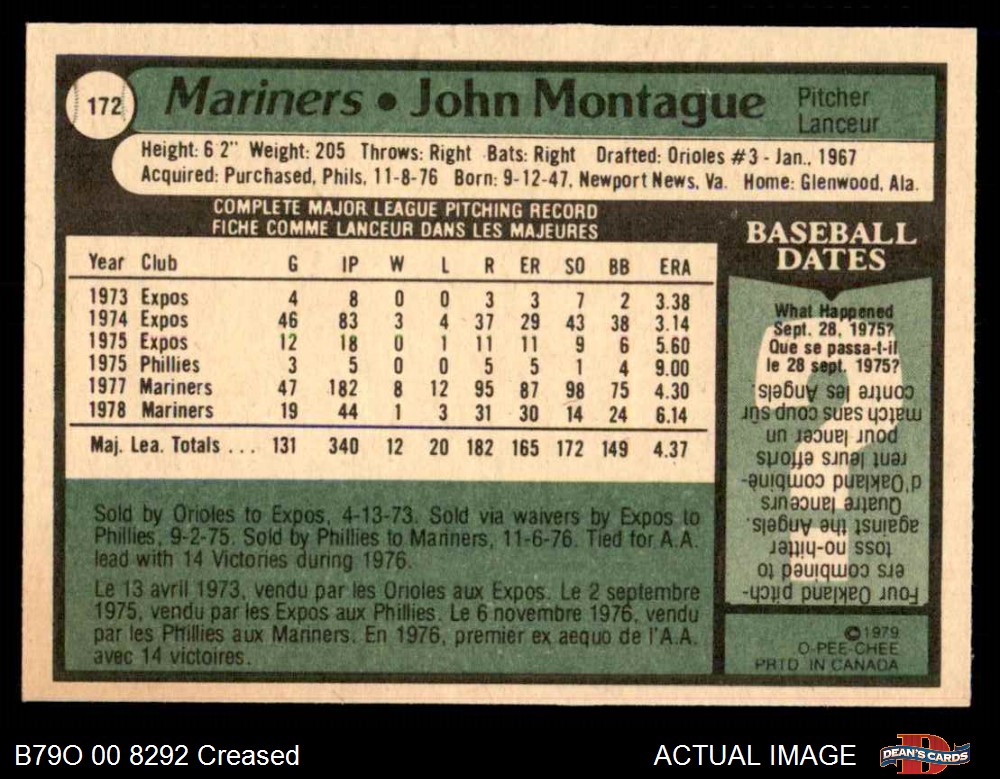 172
Mariners • John Montague
Pitcher
Lanceur
Height: 6 2" Weight: 205 Throws: Right Bats: Right Drafted: Orioles #3 - Jan., 1967
Acquired: Purchased, Phils, 11-8-76 Born: 9-12-47, Newport News, Va. Home: Glenwood, Ala.
COMPLETE MAJOR LEAGUE PITCHING RECORD
FICHE COMME LANCEUR DANS LES MAJEURES
Year Club G IP W L R ER SO BB ERA
1973 Expos 4 8 0 0 3 3 7 2 3.38
1974 Expos 46 83 3 4 37 29 43 38 3.14
1975 Expos 12 18 0 1 11 11 9 6 5.60
1975 Phillies 3 5 0 0 5 5 1 4 9.00
1977 Mariners 47 182 8 12 95 87 98 75 4.30
1978 Mariners 19 44 1 3 31 30 14 24 6.14
Maj. Lea. Totals . . . 131 340 12 20 182 165 172 149 4.37
Sold by Orioles to Expos, 4-13-73. Sold via waivers by Expos to
Phillies, 9-2-75. Sold by Phillies to Mariners, 11-6-76. Tied for A.A.
lead with 14 Victories during 1976.
Le 13 avril 1973, vendu par les Orioles aux Expos. Le 2 septembre
1975, vendu par les Expos aux Phillies. Le 6 novembre 1976, vendu
par les Phillies aux Mariners. En 1976, premier ex aequo de l'A.A.
avec 14 victoires.
BASEBALL
DATES
What Happened
Sept. 28, 1975?
Que se passa-t-il
le 28 sept. 1975?
Four Oakland pitch-
ers combined to
toss no-hitter
against the Angels.
Quatre lanceurs
d'Oakland combinè-
rent leurs efforts
pour lancer un
match sans coup sûr
contre les Angels.
©1979
O-PEE-CHEE
PRTD IN CANADA
B79O 00 8292 Creased
ACTUAL IMAGE
DEAN'S CARDS